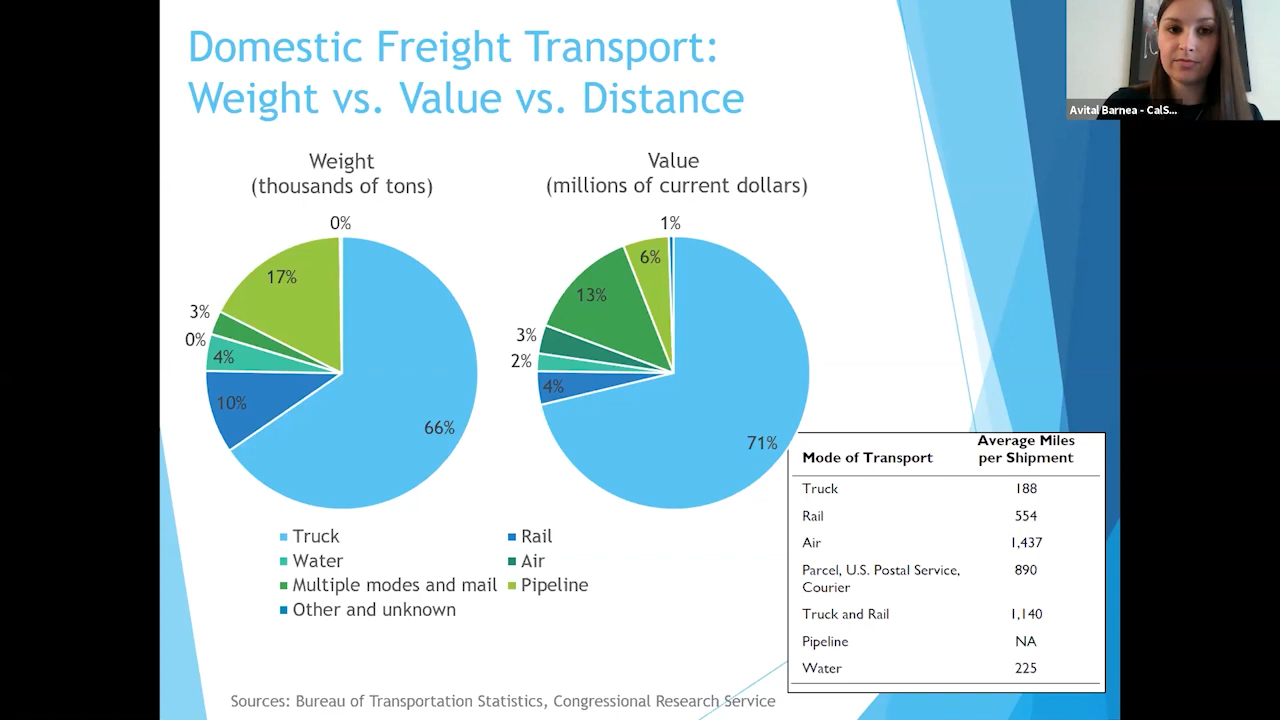 Domestic Freight Transport:
Weight vs. Value vs. Distance
Avital Barnea - CalS...
Weight
(thousands of tons)
0%
17%
3%
0%
4%
10%
66%
Value
(millions of current dollars)
1%
6%
13%
3%
2%
4%
71%
Truck
Rail
Water
Air
Multiple modes and mail
Pipeline
Other and unknown
Mode of Transport
Average Miles
per Shipment
Truck 188
Rail 554
Air 1,437
Parcel, U.S. Postal Service, 890
Courier
Truck and Rail 1,140
Pipeline NA
Water 225
Sources: Bureau of Transportation Statistics, Congressional Research Service